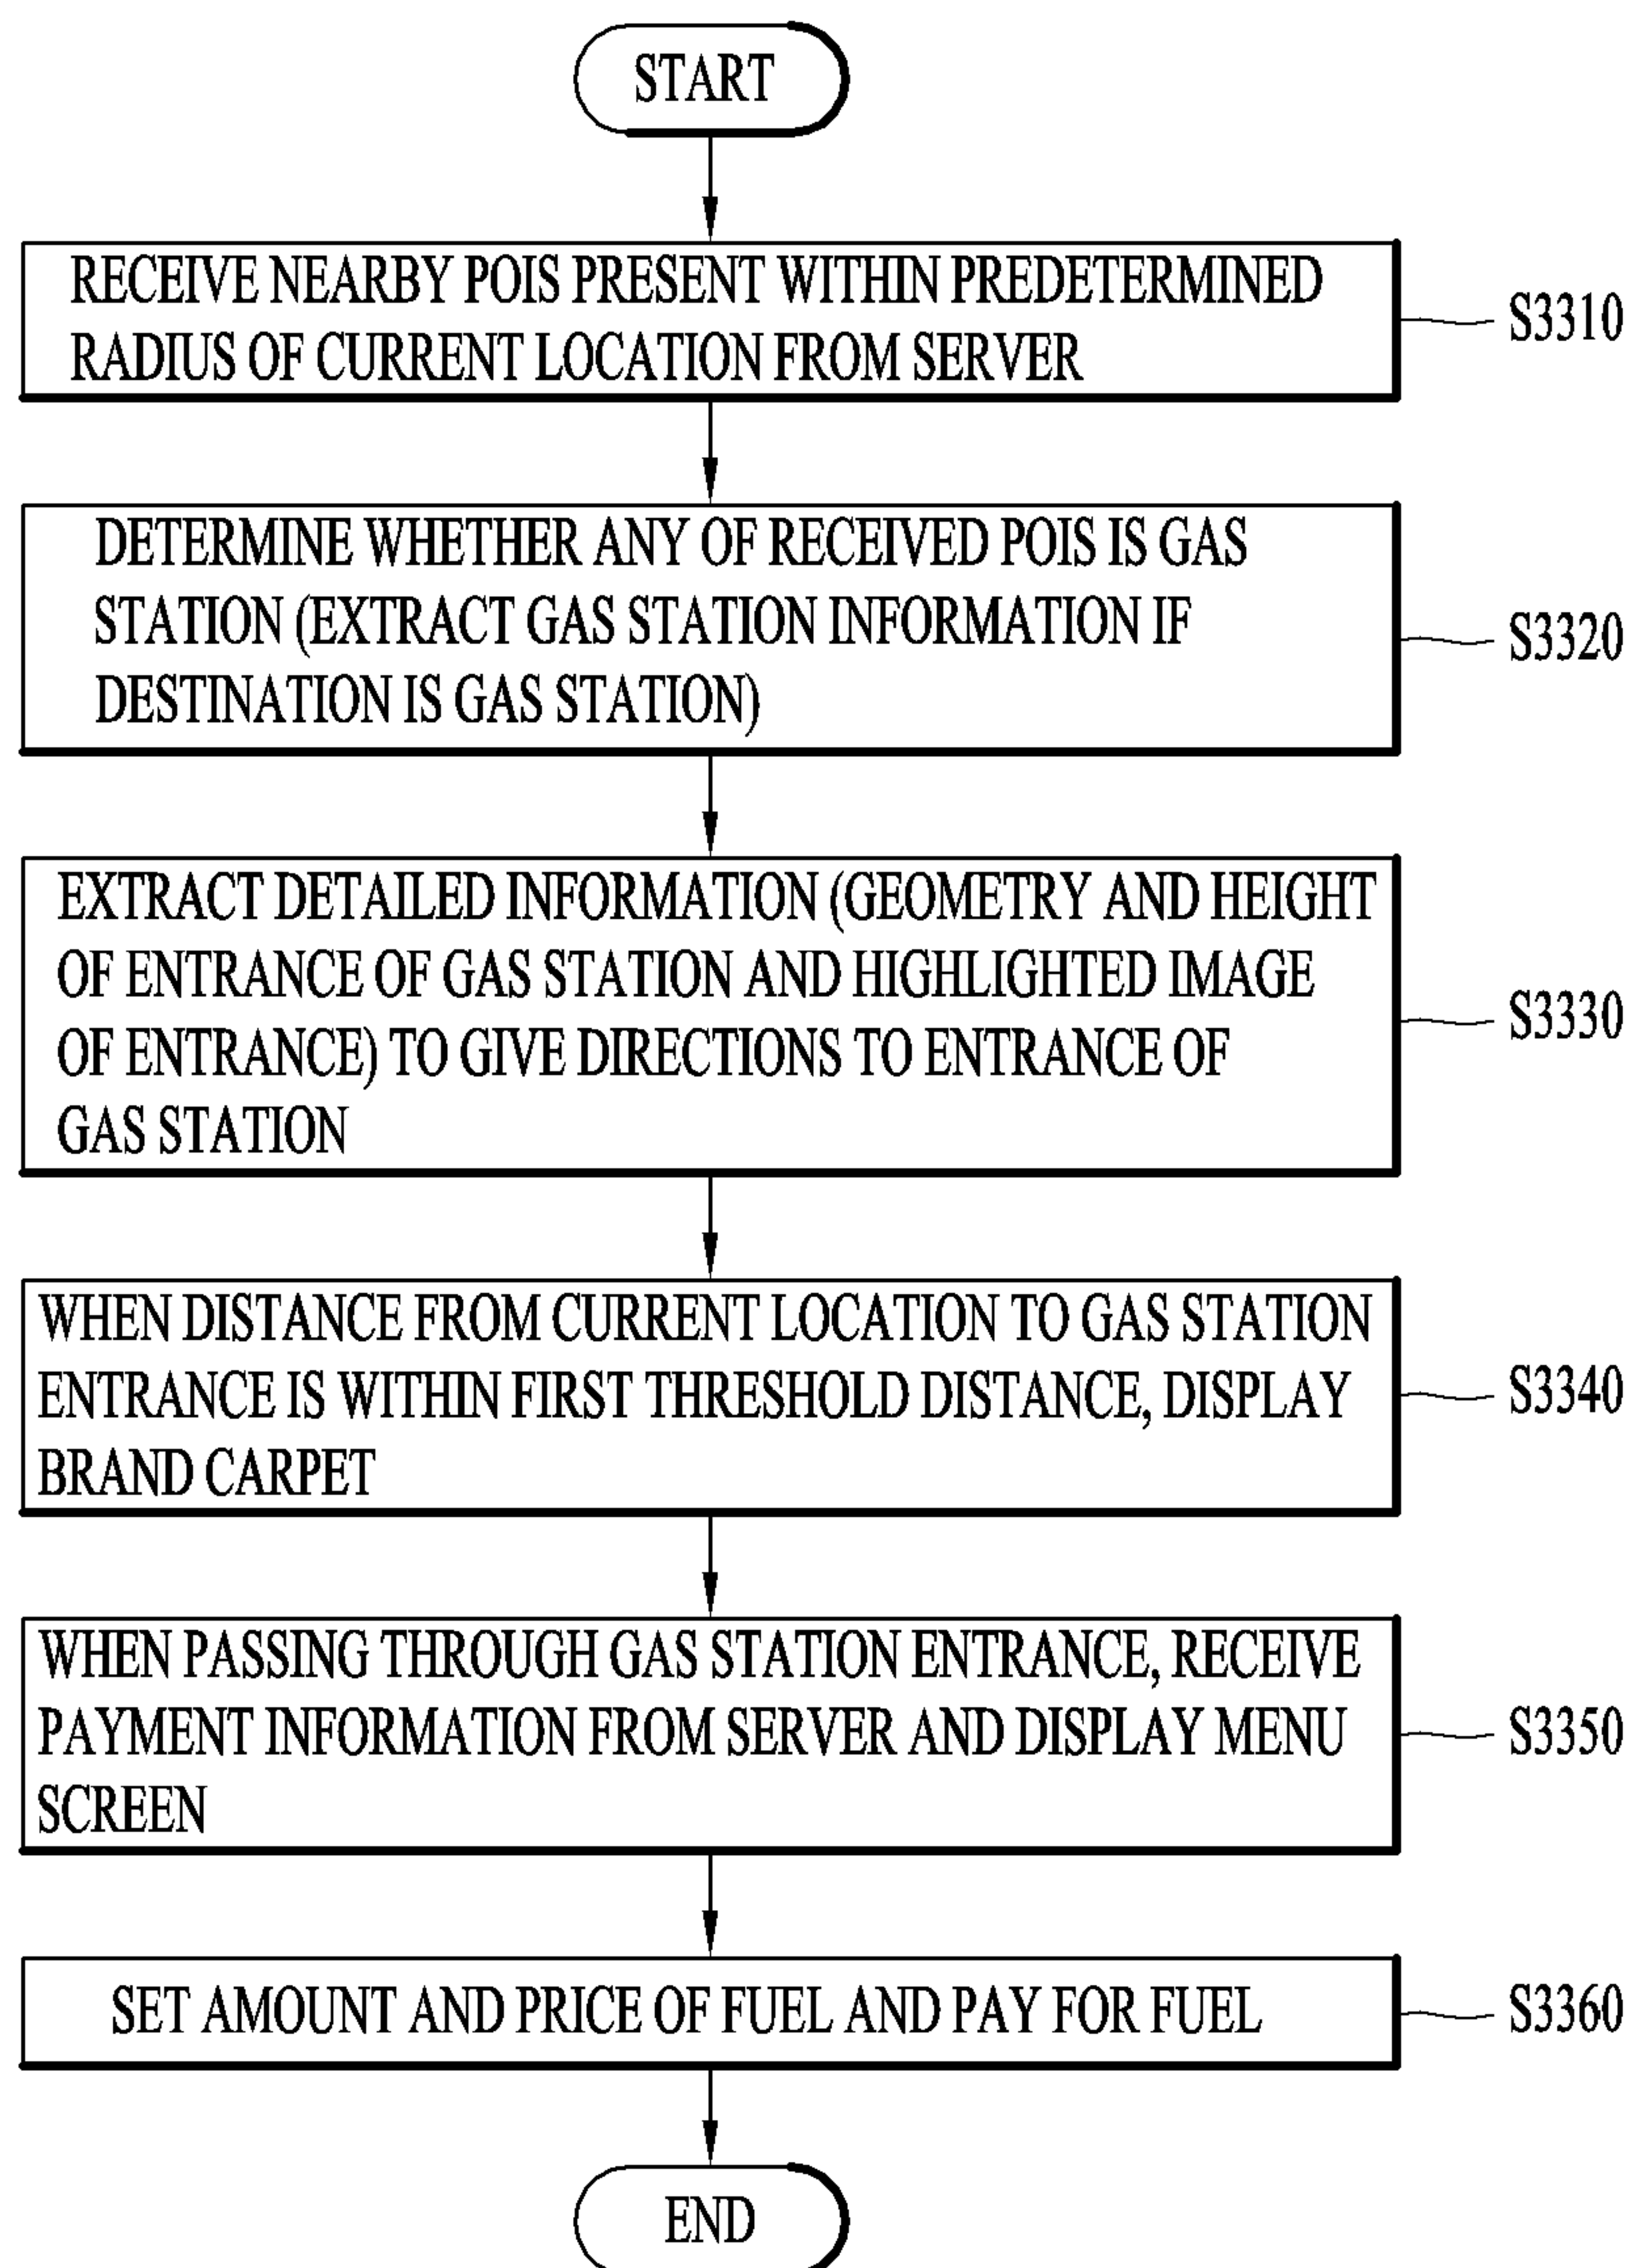 START
RECEIVE NEARBY POIS PRESENT WITHIN PREDETERMINED
RADIUS OF CURRENT LOCATION FROM SERVER
S3310
DETERMINE WHETHER ANY OF RECEIVED POIS IS GAS
STATION (EXTRACT GAS STATION INFORMATION IF
DESTINATION IS GAS STATION)
S3320
EXTRACT DETAILED INFORMATION (GEOMETRY AND HEIGHT
OF ENTRANCE OF GAS STATION AND HIGHLIGHTED IMAGE
OF ENTRANCE) TO GIVE DIRECTIONS TO ENTRANCE OF
GAS STATION
S3330
WHEN DISTANCE FROM CURRENT LOCATION TO GAS STATION
ENTRANCE IS WITHIN FIRST THRESHOLD DISTANCE, DISPLAY
BRAND CARPET
S3340
WHEN PASSING THROUGH GAS STATION ENTRANCE, RECEIVE
PAYMENT INFORMATION FROM SERVER AND DISPLAY MENU
SCREEN
S3350
SET AMOUNT AND PRICE OF FUEL AND PAY FOR FUEL
S3360
END